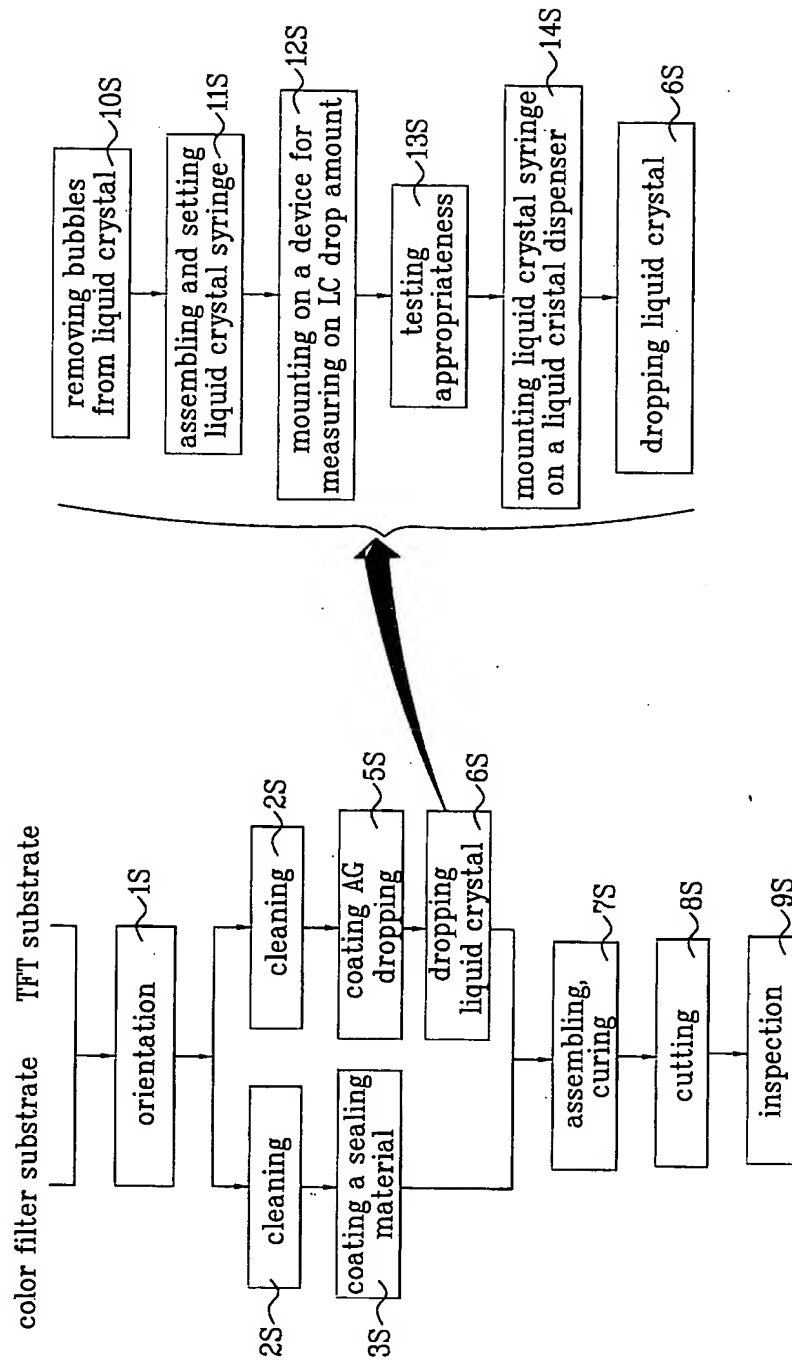 color filter substrate
TFT substrate
orientation
1S
cleaning
2S
cleaning
2S
coating a sealing
material
3S
coating AG
dropping
5S
dropping
liquid crystal
6S
assembling,
curing
7S
cutting
8S
inspection
9S
removing bubbles
from liquid crystal
10S
assembling and setting
liquid crystal syringe
11S
mounting on a device for
measuring on LC drop amount
12S
testing
appropriateness
13S
mounting liquid crystal syringe
on a liquid cristal dispenser
14S
dropping liquid crystal
6S